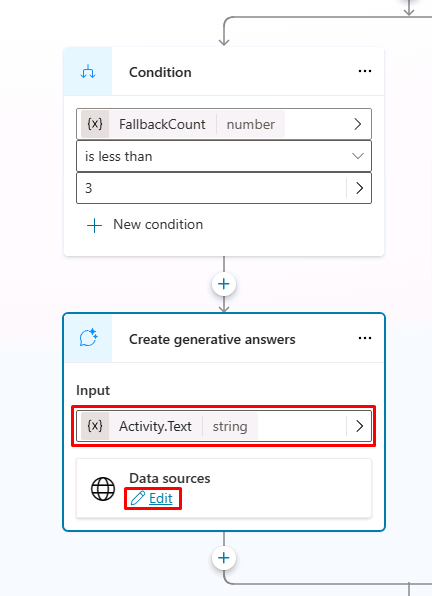 Condition
{x} FallbackCount number
is less than
3
New condition
Create generative answers
Input
{x} Activity.Text string
Data sources
Edit